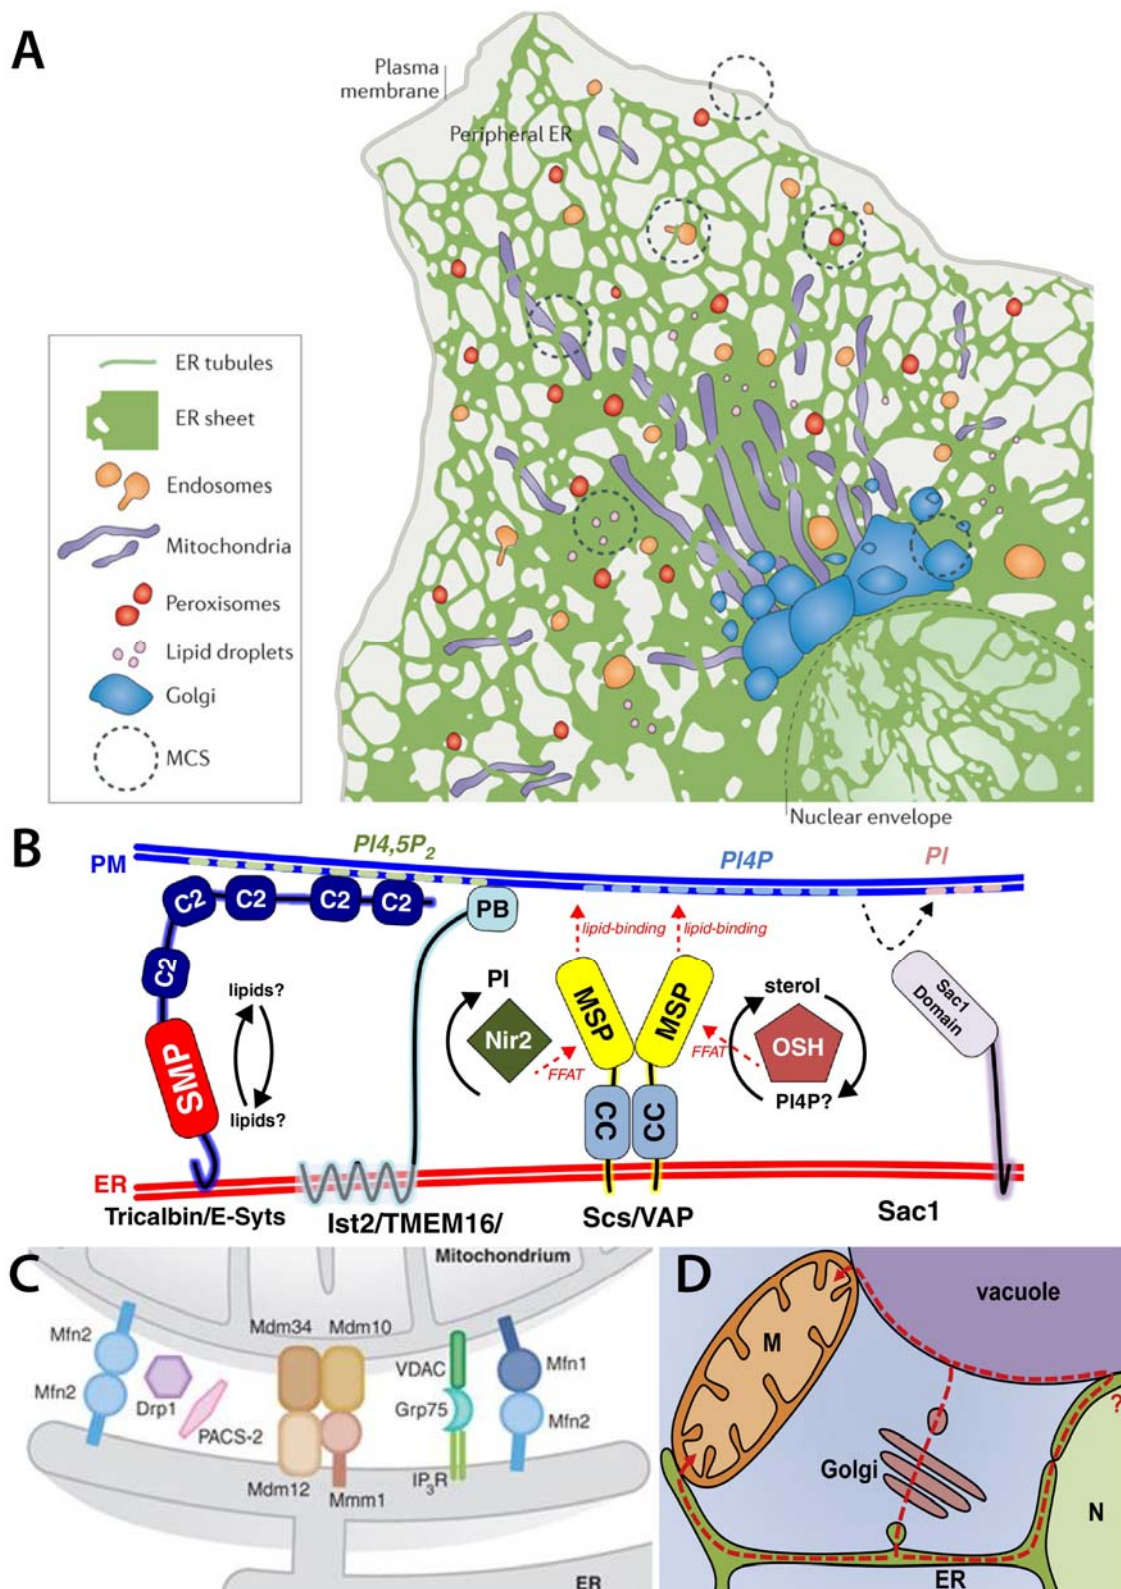 A
Plasma
membrane
Peripheral ER
ER tubules
ER sheet
Endosomes
Mitochondria
Peroxisomes
Lipid droplets
Golgi
MCS
Nuclear envelope
B
PM
PI4,5P₂
PI4P
PI
C2
C2
C2
C2
C2
PB
SMP
lipids?
lipids?
PI
Nir2
FFAT
lipid-binding
lipid-binding
MSP
MSP
CC
CC
FFAT
sterol
OSH
PI4P?
Sac1
Domain
ER
Tricalbin/E-Syts
Ist2/TMEM16/
Scs/VAP
Sac1
C
Mitochondrium
Mfn2
Mfn2
Drp1
PACS-2
Mdm34
Mdm10
Mdm12
Mmm1
VDAC
Grp75
IP₃R
Mfn1
Mfn2
ER
D
M
vacuole
Golgi
?
N
ER